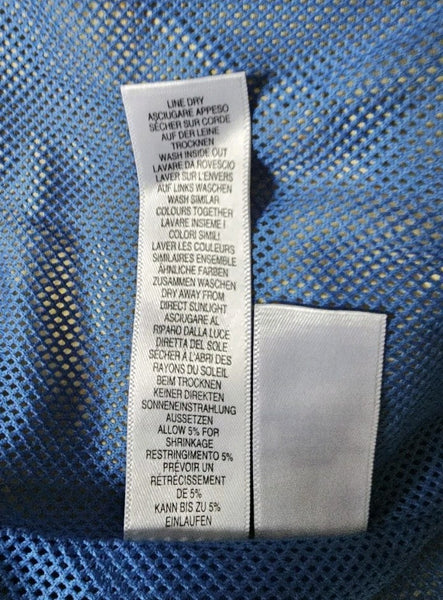 LINE DRY
ASCIUGARE APPESO
SÉCHER SUR CORDE
AUF DER LEINE
TROCKNEN
WASH INSIDE OUT
LAVARE DA ROVESCIO
LAVER SUR L'ENVERS
AUF LINKS WASCHEN
WASH SIMILAR
COLOURS TOGETHER
LAVARE INSIEME I
COLORI SIMILI
LAVER LES COULEURS
SIMILAIRES ENSEMBLE
ÄHNLICHE FARBEN
ZUSAMMEN WASCHEN
DRY AWAY FROM
DIRECT SUNLIGHT
ASCIUGARE AL
RIPARO DALLA LUCE
DIRETTA DEL SOLE
SÉCHER À L'ABRI DES
RAYONS DU SOLEIL
BEIM TROCKNEN
KEINER DIREKTEN
SONNENEINSTRAHLUNG
AUSSETZEN
ALLOW 5% FOR
SHRINKAGE
RESTRINGIMENTO 5%
PRÉVOIR UN
RÉTRÉCISSEMENT
DE 5%
KANN BIS ZU 5%
EINLAUFEN